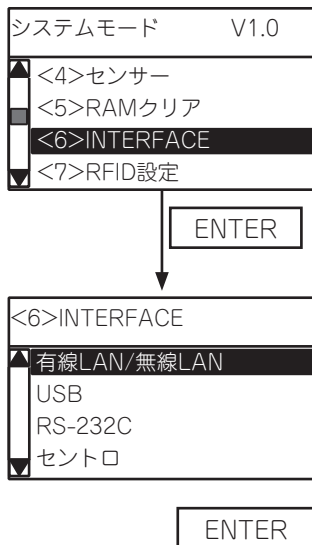 システムモード V1.0
<4>センサー
<5>RAMクリア
<6>INTERFACE
<7>RFID設定
ENTER
<6>INTERFACE
有線LAN/無線LAN
USB
RS-232C
セントロ
ENTER